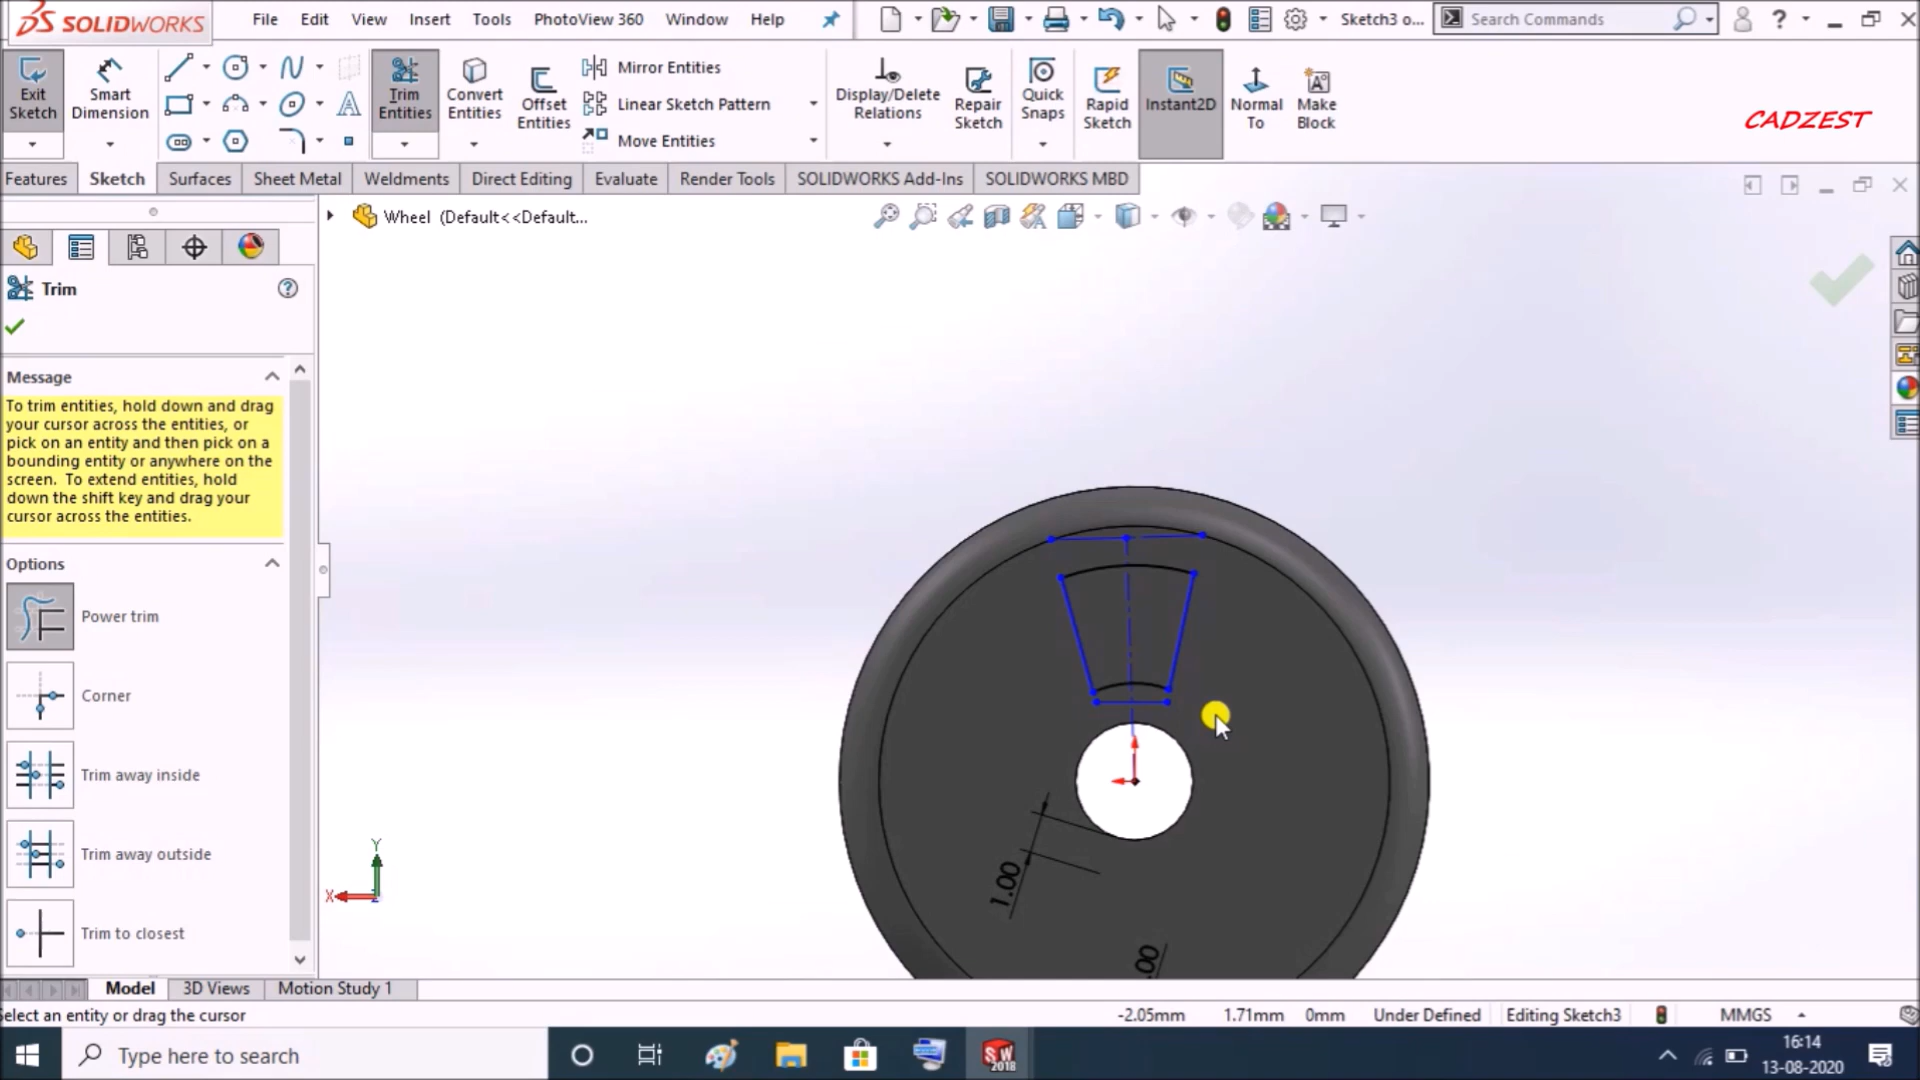 SOLIDWORKS File Edit View Insert Tools PhotoView 360 Window Help Sketch3 o... Search Commands
Exit Sketch
Smart Dimension
Trim Entities
Convert Entities
Offset Entities
Mirror Entities
Linear Sketch Pattern
Move Entities
Display/Delete Relations
Repair Sketch
Quick Snaps
Rapid Sketch
Instant2D
Normal To
Make Block
CADZEST
Features Sketch Surfaces Sheet Metal Weldments Direct Editing Evaluate Render Tools SOLIDWORKS Add-Ins SOLIDWORKS MBD
Wheel (Default<<Default...
Trim
Message
To trim entities, hold down and drag
your cursor across the entities, or
pick on an entity and then pick on a
bounding entity or anywhere on the
screen. To extend entities, hold
down the shift key and drag your
cursor across the entities.
Options
Power trim
Corner
Trim away inside
Trim away outside
Trim to closest
Y
X
Z
1.00
.00
Model 3D Views Motion Study 1
Select an entity or drag the cursor -2.05mm 1.71mm 0mm Under Defined Editing Sketch3 MMGS
Type here to search
SW 2018
16:14
13-08-2020